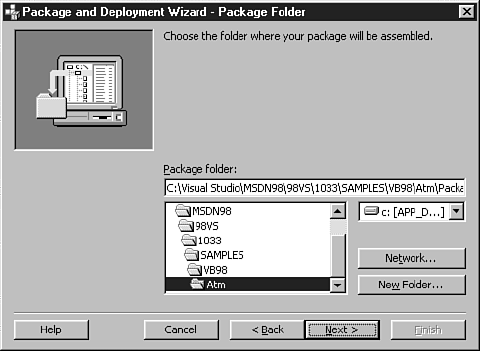 Package and Deployment Wizard - Package Folder
Choose the folder where your package will be assembled.
Package folder:
C:\Visual Studio\MSDN98\98VS\1033\SAMPLES\VB98\Atm\Packa
MSDN98
98VS
1033
SAMPLES
VB98
Atm
c: [APP_D...]
Network...
New Folder...
Help
Cancel
< Back
Next >
Finish